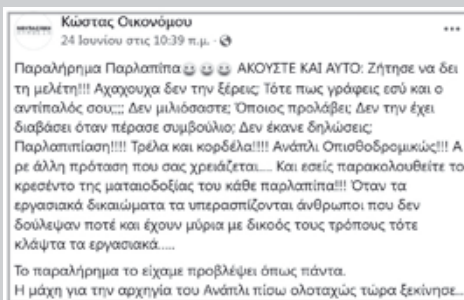 Κώστας Οικονόμου
24 Ιουνίου στις 10:39 π.μ. ·
Παραλήρημα Παρλαπίπα😄😄😄 ΑΚΟΥΣΤΕ ΚΑΙ ΑΥΤΟ: Ζήτησε να δει
τη μελέτη!!! Αχαχουχα δεν την ξέρεις; Τότε πως γράφεις εσύ και ο
αντίπαλός σου;;;; Δεν μιλιόσαστε; Όποιος προλάβει; Δεν την έχει
διαβάσει όταν πέρασε συμβούλιο; Δεν έκανε δηλώσεις;
Παρλαπιπίαση!!!! Τρέλα και κορδέλα!!!! Ανάπλι Οπισθοδρομικώς!!! Α
ρε άλλη πρόταση που σας χρειάζεται.... Και εσείς παρακολουθείτε το
κρεσέντο της ματαιοδοξίας του κάθε παρλαπίπα!!! Όταν τα
εργασιακά δικαιώματα τα υπερασπίζονται άνθρωποι που δεν
δούλεψαν ποτέ και έχουν μύρια με δικοός τους τρόπους τότε
κλάψτα τα εργασιακά.....
Το παραλήρημα το είχαμε προβλέψει όπως πάντα.
Η μάχη για την αρχηγία του Ανάπλι πίσω ολοταχώς τώρα ξεκίνησε...